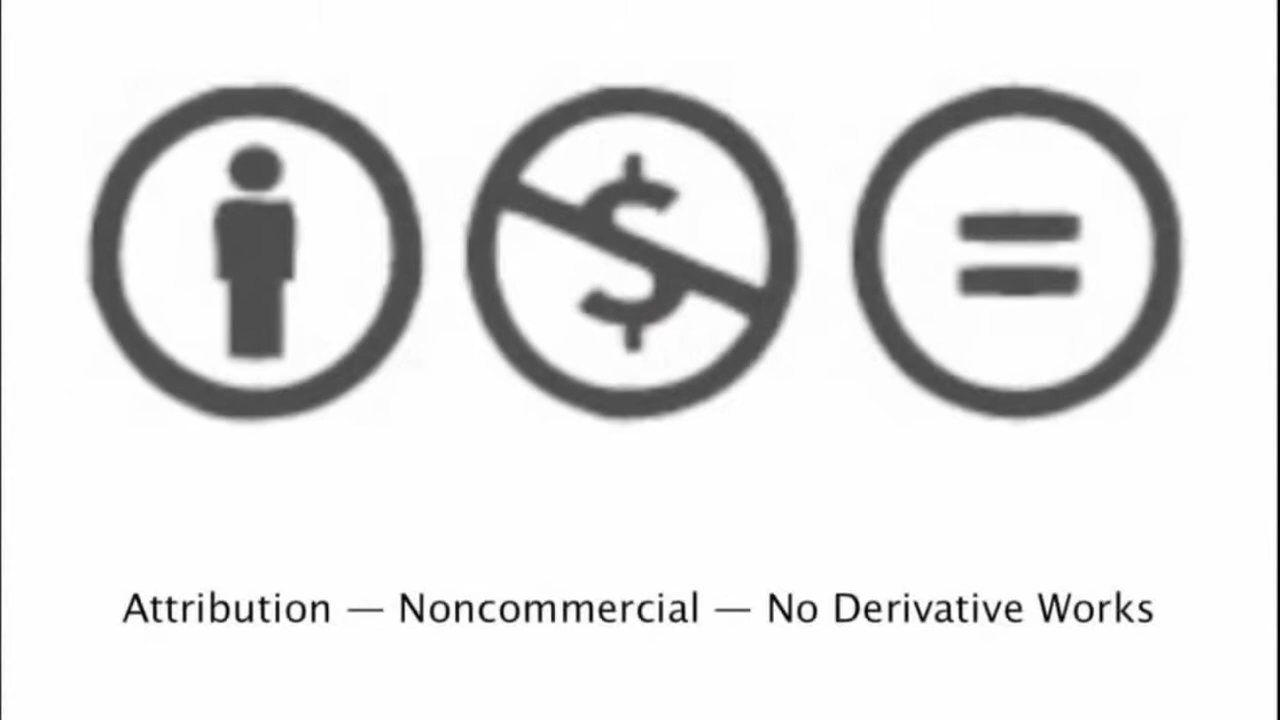 Attribution — Noncommercial — No Derivative Works